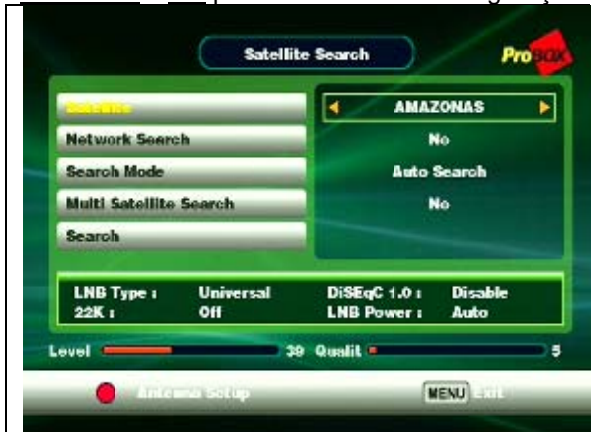 Satellite Search
ProBOX
Satellite AMAZONAS
Network Search No
Search Mode Auto Search
Multi Satellite Search No
Search
LNB Type : Universal DiSEqC 1.0 : Disable
22K : Off LNB Power : Auto
Level 39 Qualit 5
Antenna Setup MENU Exit